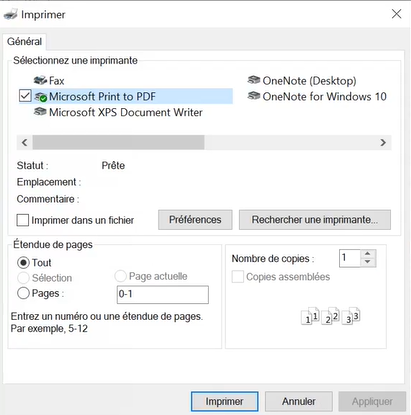 Imprimer
Général
Sélectionnez une imprimante
Fax
OneNote (Desktop)
Microsoft Print to PDF
OneNote for Windows 10
Microsoft XPS Document Writer
Statut : Prête
Emplacement :
Commentaire :
Imprimer dans un fichier
Préférences
Rechercher une imprimante...
Étendue de pages
Tout
Sélection
Page actuelle
Pages : 0-1
Entrez un numéro ou une étendue de pages.
Par exemple, 5-12
Nombre de copies : 1
Copies assemblées
1 1 2 2 3 3
Imprimer
Annuler
Appliquer